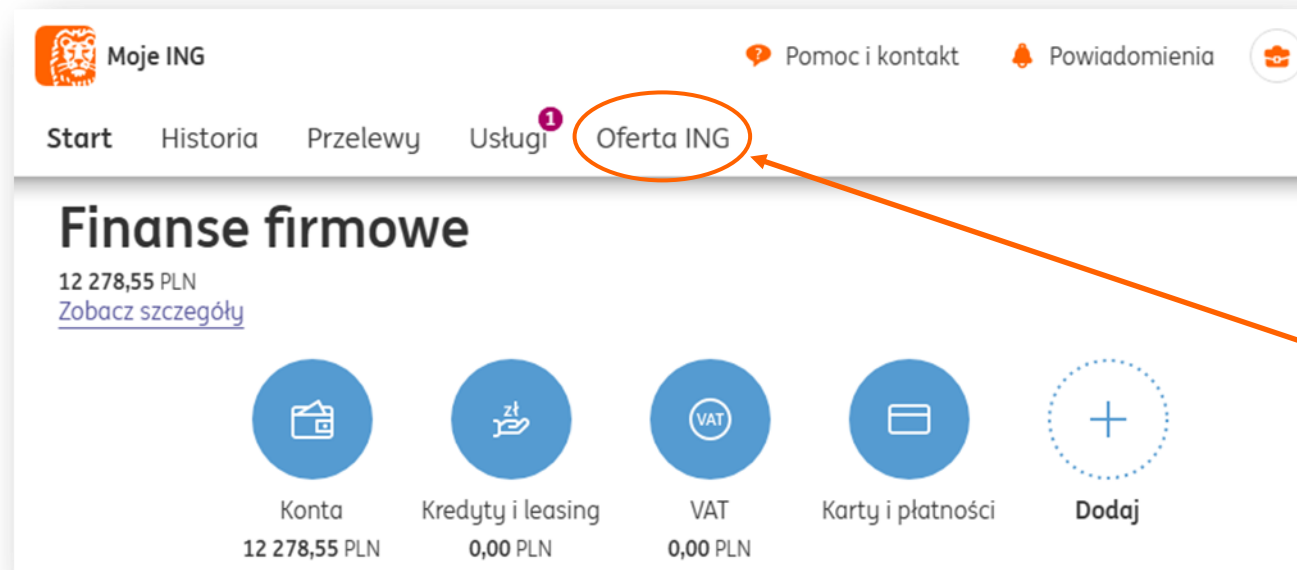 Moje ING
? Pomoc i kontakt
Powiadomienia
Start Historia Przelewy Usługi 1 Oferta ING
Finanse firmowe
12 278,55 PLN
Zobacz szczegóły
zł
VAT
Konta Kredyty i leasing VAT Karty i płatności Dodaj
12 278,55 PLN 0,00 PLN 0,00 PLN